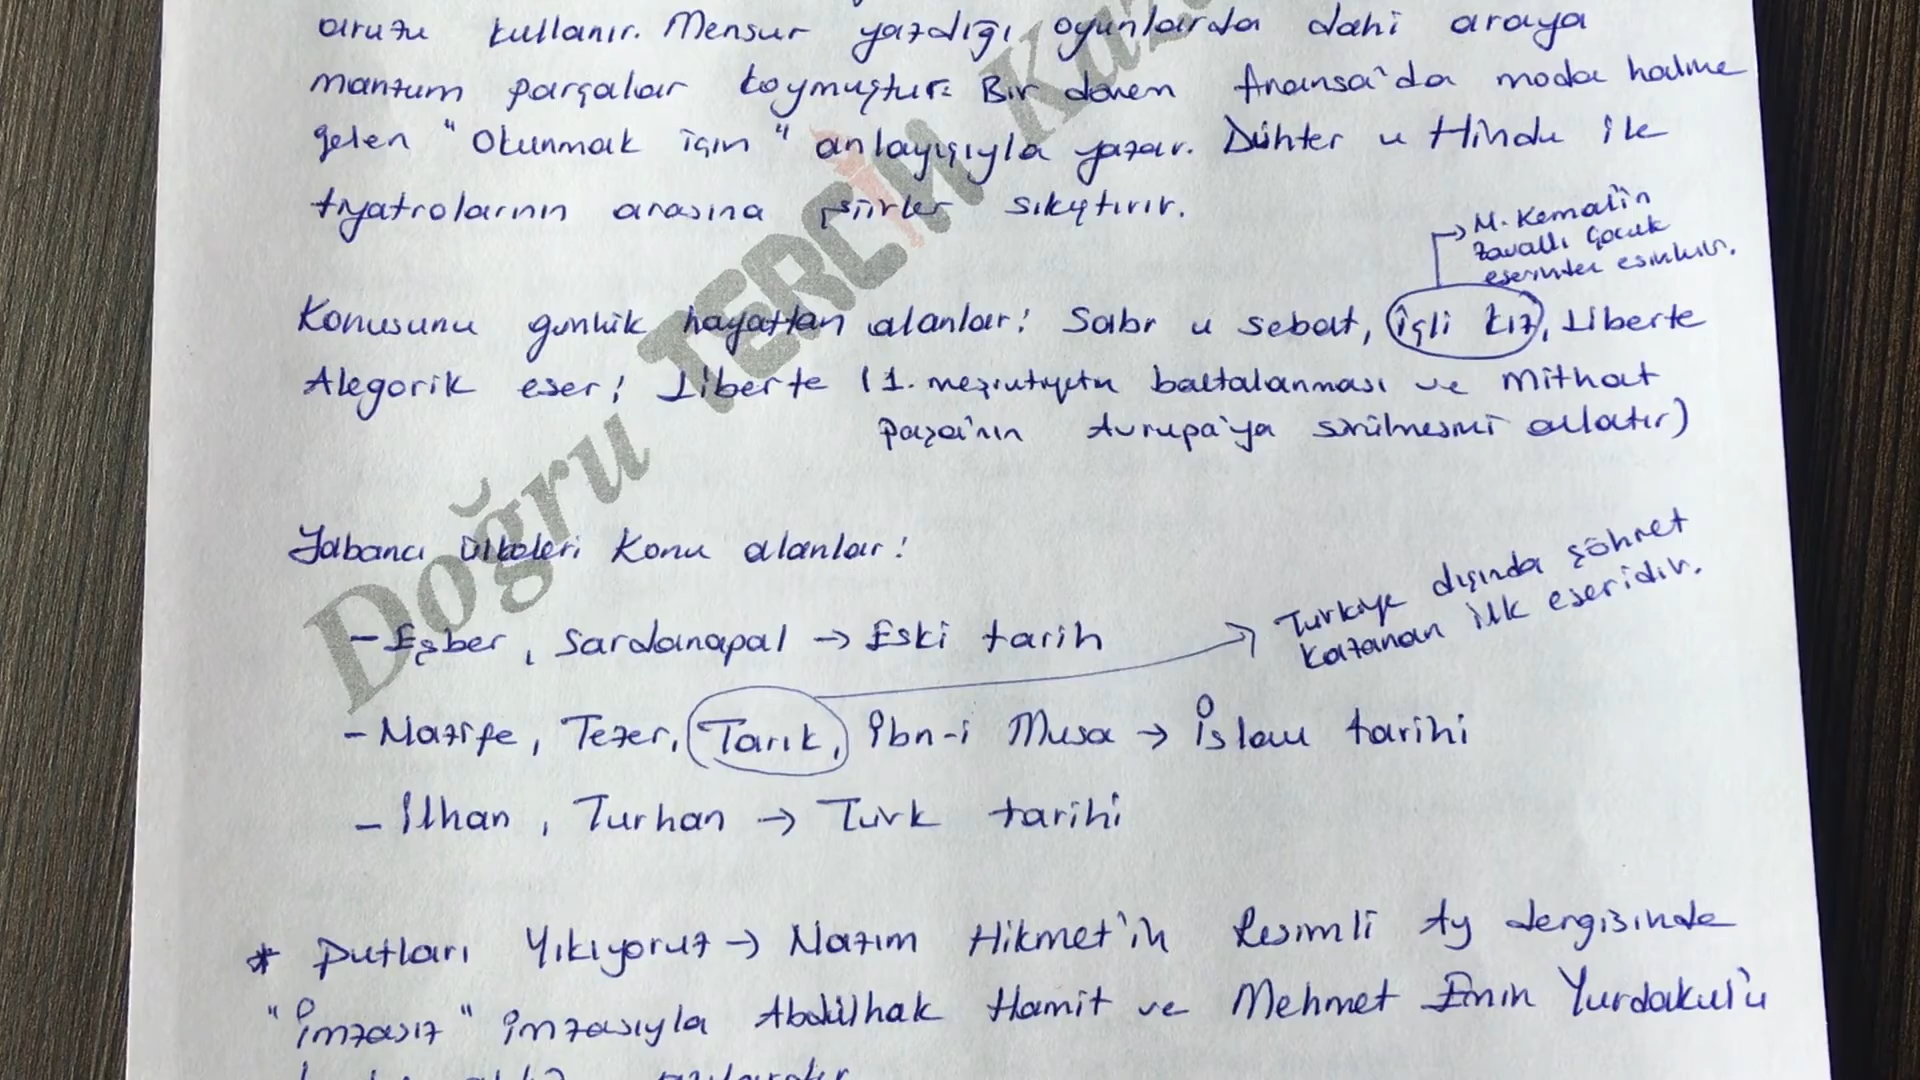 aruzu kullanır. Mensur yazdığı oyunlarda dahi araya
manzum parçalar koymuştur. Bir dönem Fransa'da moda haline
gelen "Okunmak için" anlayışıyla yazar. Duhter u Hindu ile
tiyatrolarının arasına şiirler sıkıştırır.
→ N. Kemal'in
Zavallı Çocuk
eserinden esinlenir.
Konusunu günlük hayattan alanlar: Sabr u sebat, içli kız, Liberte
Alegorik eser: Liberte (1. meşrutiyetin baltalanması ve Mithat
paşa'nın Avrupa'ya sürülmesini anlatır)
Yabancı ülkeleri konu alanlar:
→ Türkiye dışında şöhret
kazanan ilk eseridir.
- Eşber, Sardanapal → Eski tarih
- Nazife, Tezer, Tarık, İbn-i Musa → İslam tarihi
- İlhan, Turhan → Türk tarihi
* Putları Yıkıyoruz → Nazım Hikmet'in Resimli Ay dergisinde
"İmzasız" imzasıyla Abdülhak Hamit ve Mehmet Emin Yurdakul'u
Doğru TERCİH